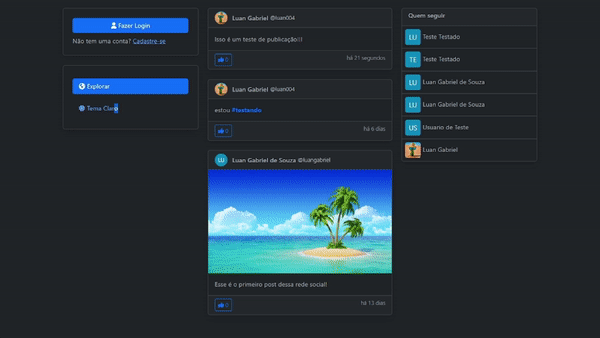 Fazer Login
Não tem uma conta? Cadastre-se
Explorar
Tema Claro
Luan Gabriel @luan004
Isso é um teste de publicação!!!
0
há 21 segundos
Luan Gabriel @luan004
estou #testando
0
há 6 dias
LU Luan Gabriel de Souza @luangabriel
Esse é o primeiro post dessa rede social!
0
há 13 dias
Quem seguir
LU Teste Testado
TE Teste Testado
LU Luan Gabriel de Souza
LU Luan Gabriel de Souza
US Usuario de Teste
Luan Gabriel